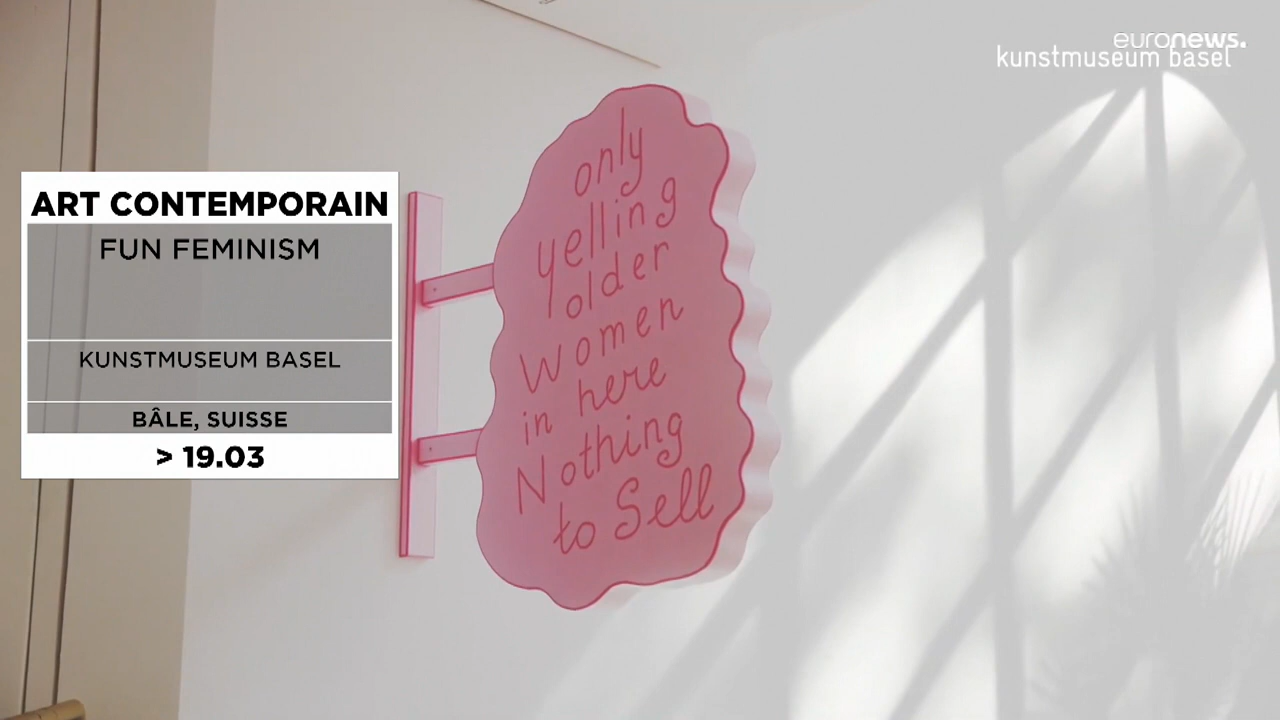 euronews.
kunstmuseum basel
ART CONTEMPORAIN
FUN FEMINISM
KUNSTMUSEUM BASEL
BÂLE, SUISSE
> 19.03
only
yelling
older
Women
in here
Nothing
to Sell